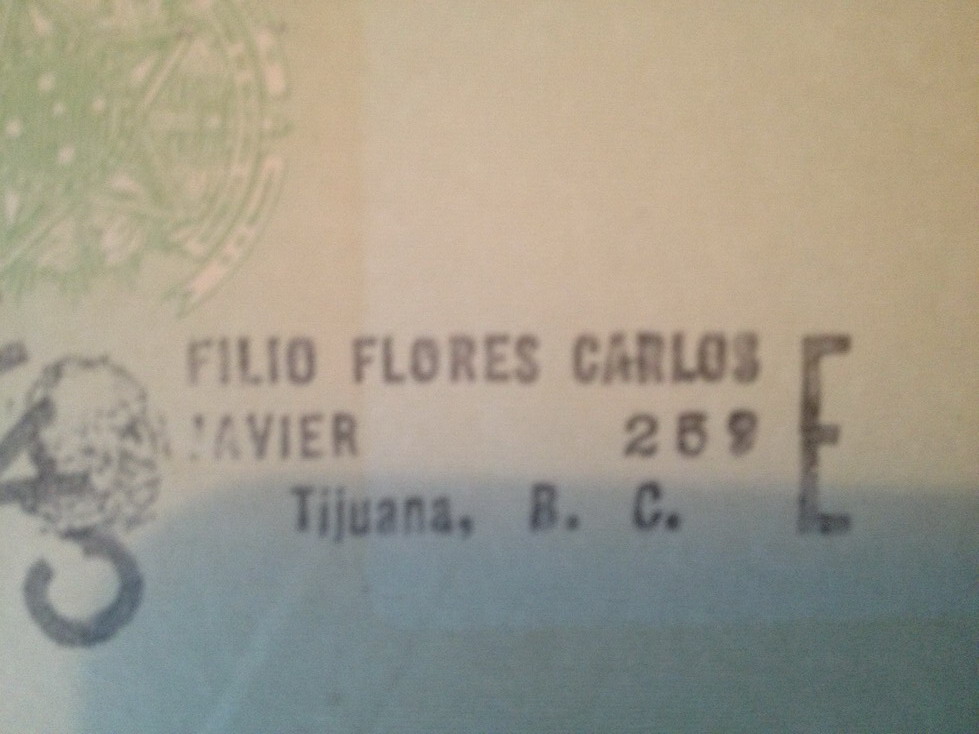 FILIO FLORES CARLOS E
JAVIER 259
Tijuana, B. C.